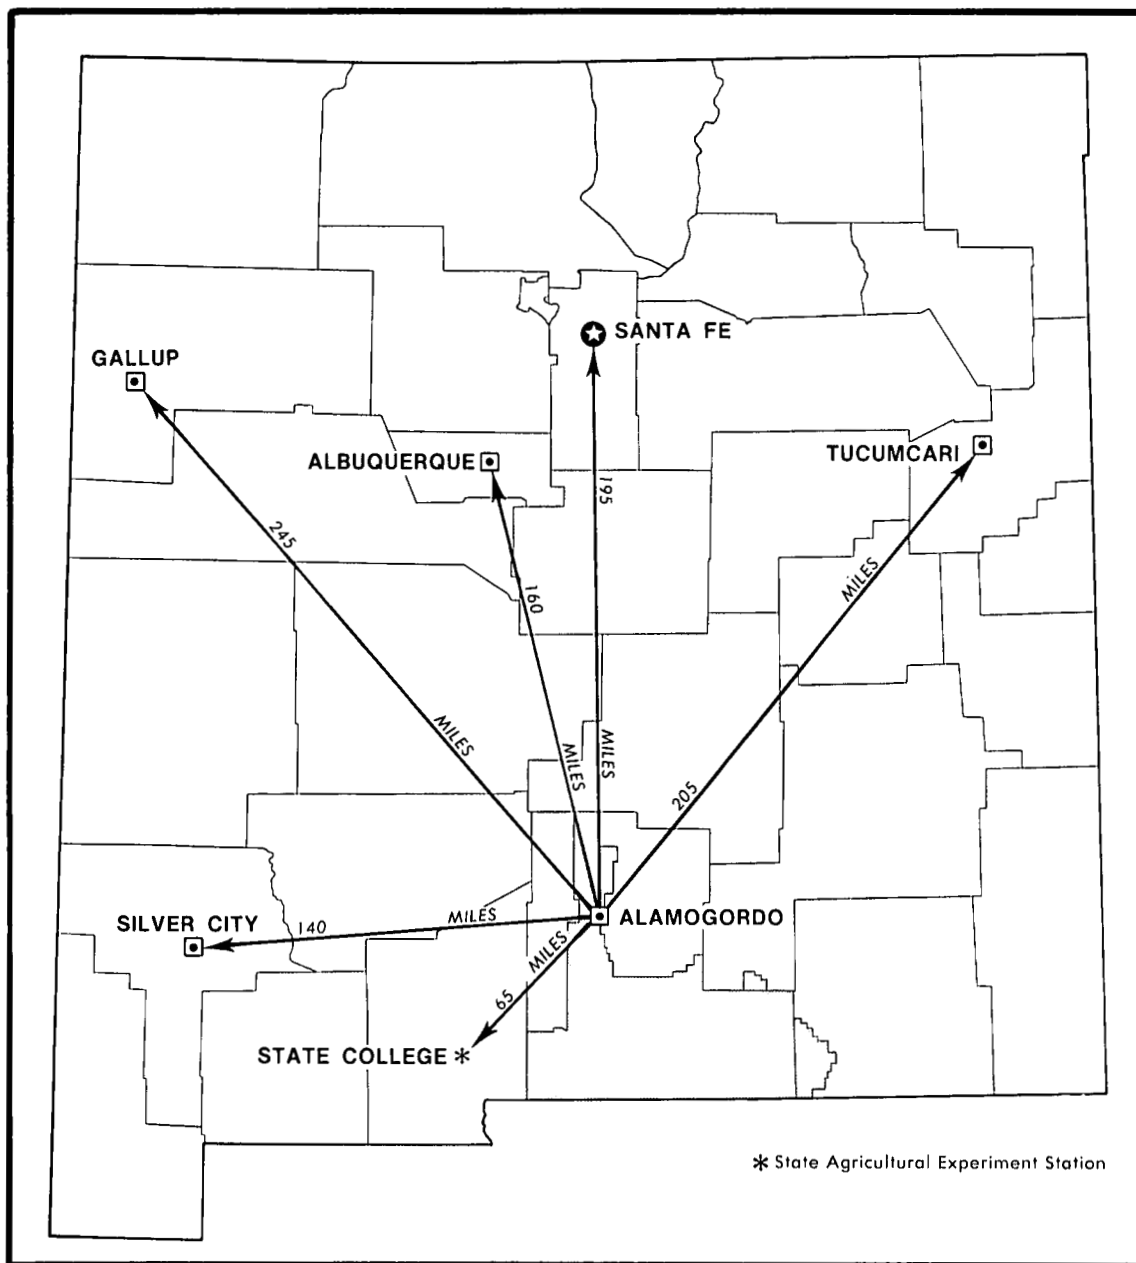 SANTA FE
GALLUP
ALBUQUERQUE
TUCUMCARI
195
245
MILES
160
MILES
MILES
MILES
205
ALAMOGORDO
SILVER CITY
140
MILES
MILES
65
STATE COLLEGE *
* State Agricultural Experiment Station